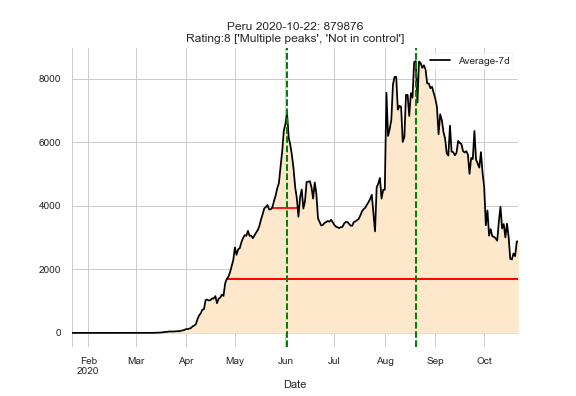 Peru 2020-10-22: 879876
Rating:8 ['Multiple peaks', 'Not in control']
Average-7d
8000
6000
4000
2000
0
Feb Mar Apr May Jun Jul Aug Sep Oct
2020
Date